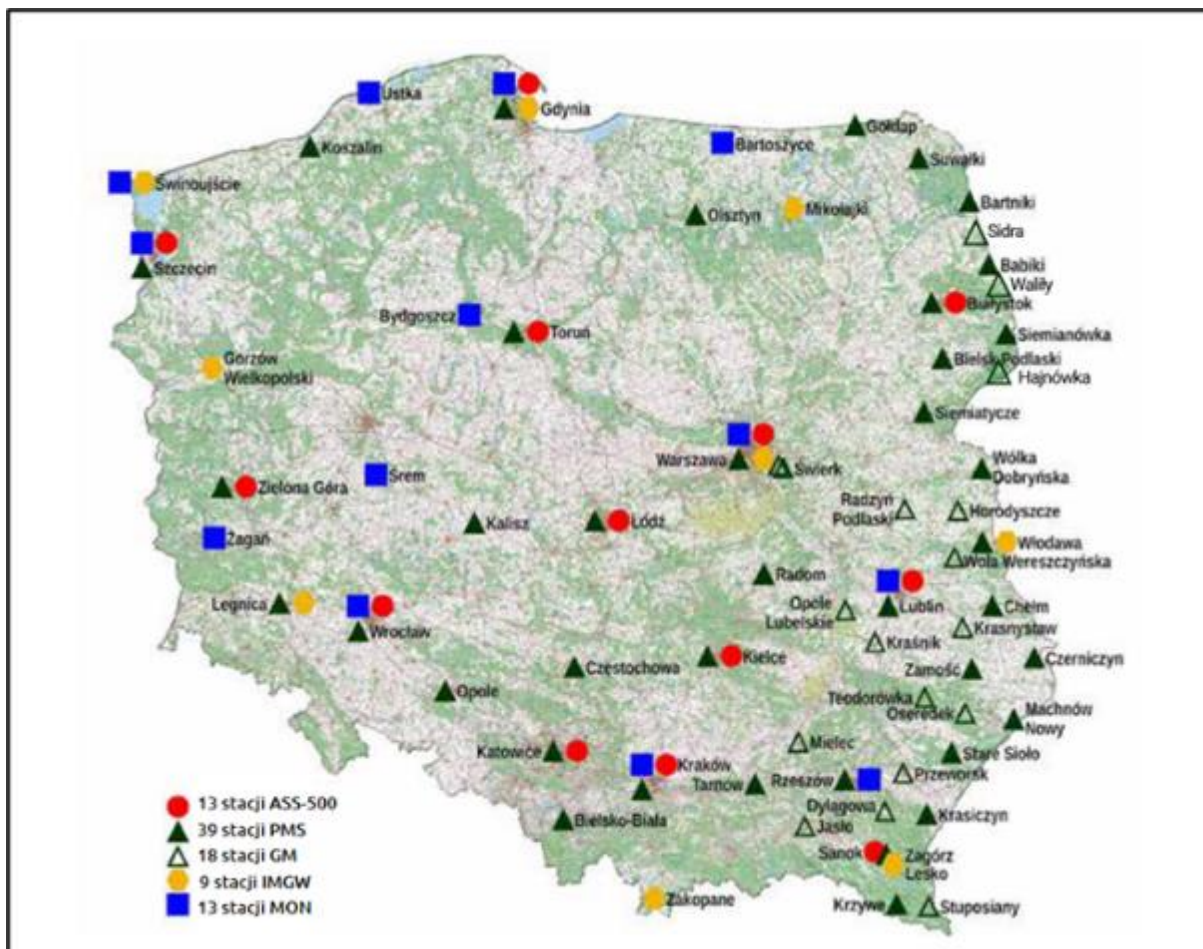 Ustka
Gdynia
Koszalin
Bartoszyce
Gołdap
Suwałki
Świnoujście
Olsztyn
Mikołajki
Bartniki
Sidra
Szczecin
Babiki
Waliły
Białystok
Bydgoszcz
Toruń
Siemianówka
Bielsk Podlaski
Hajnówka
Gorzów
Wielkopolski
Siemiatycze
Warszawa
Świerk
Wólka
Dobryńska
Zielona Góra
Śrem
Radzyń
Podlaski
Horodyszcze
Kalisz
Łódź
Żagań
Włodawa
Wola Wereszczyńska
Radom
Legnica
Opole
Lubelskie
Lublin
Chełm
Wrocław
Krasnystaw
Kraśnik
Kielce
Częstochowa
Zamość
Czerniczyn
Opole
Teodorówka
Oseredek
Machnów
Nowy
Mielec
Katowice
Kraków
Stare Sioło
Tarnów
Rzeszów
Przeworsk
Dylągowa
Krasiczyn
Bielsko-Biała
Jasło
Sanok
Zagórz
Lesko
Zakopane
Krzywe
Stuposiany
13 stacji ASS-500
39 stacji PMS
18 stacji GM
9 stacji IMGW
13 stacji MON